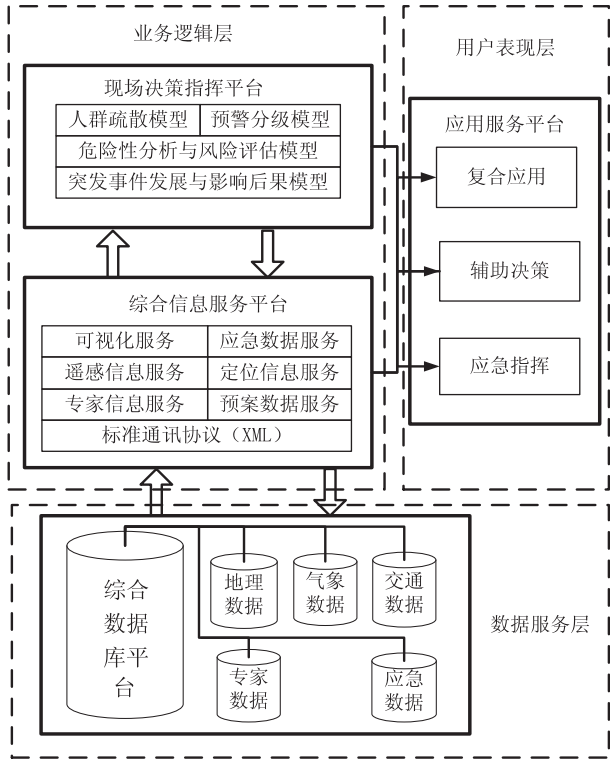 业务逻辑层
现场决策指挥平台
人群疏散模型
预警分级模型
危险性分析与风险评估模型
突发事件发展与影响后果模型
综合信息服务平台
可视化服务
应急数据服务
遥感信息服务
定位信息服务
专家信息服务
预案数据服务
标准通讯协议（XML）
用户表现层
应用服务平台
复合应用
辅助决策
应急指挥
综合
数据
库平
台
地理
数据
气象
数据
交通
数据
专家
数据
应急
数据
数据服务层